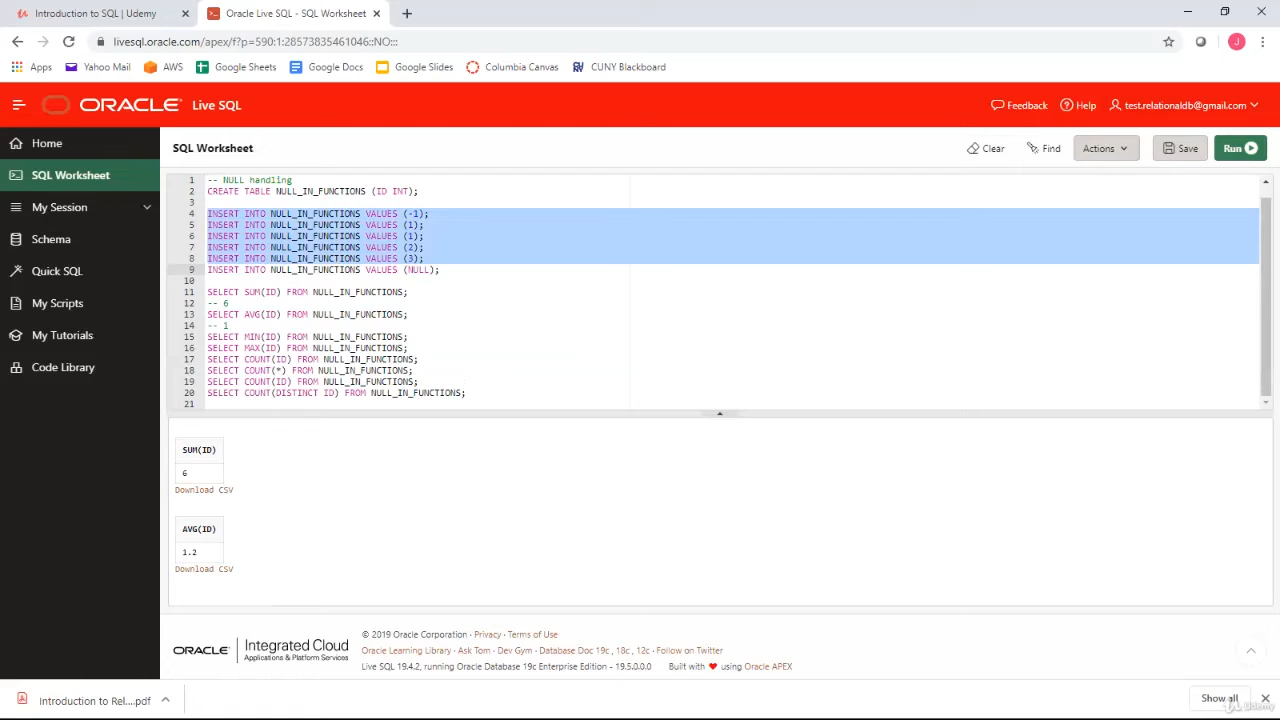 Introduction to SQL | Udemy
Oracle Live SQL - SQL Worksheet
livesql.oracle.com/apex/f?p=590:1:28573835461046::NO:::
J
Apps
Yahoo Mail
AWS
Google Sheets
Google Docs
Google Slides
Columbia Canvas
CUNY Blackboard
ORACLE Live SQL
Feedback
Help
test.relationaldb@gmail.com
Home
SQL Worksheet
My Session
Schema
Quick SQL
My Scripts
My Tutorials
Code Library
SQL Worksheet
Clear
Find
Actions
Save
Run
1 -- NULL handling
2 CREATE TABLE NULL_IN_FUNCTIONS (ID INT);
3
4 INSERT INTO NULL_IN_FUNCTIONS VALUES (-1);
5 INSERT INTO NULL_IN_FUNCTIONS VALUES (1);
6 INSERT INTO NULL_IN_FUNCTIONS VALUES (1);
7 INSERT INTO NULL_IN_FUNCTIONS VALUES (2);
8 INSERT INTO NULL_IN_FUNCTIONS VALUES (3);
9 INSERT INTO NULL_IN_FUNCTIONS VALUES (NULL);
10
11 SELECT SUM(ID) FROM NULL_IN_FUNCTIONS;
12 -- 6
13 SELECT AVG(ID) FROM NULL_IN_FUNCTIONS;
14 -- 1
15 SELECT MIN(ID) FROM NULL_IN_FUNCTIONS;
16 SELECT MAX(ID) FROM NULL_IN_FUNCTIONS;
17 SELECT COUNT(ID) FROM NULL_IN_FUNCTIONS;
18 SELECT COUNT(*) FROM NULL_IN_FUNCTIONS;
19 SELECT COUNT(ID) FROM NULL_IN_FUNCTIONS;
20 SELECT COUNT(DISTINCT ID) FROM NULL_IN_FUNCTIONS;
21
SUM(ID)
6
Download CSV
AVG(ID)
1.2
Download CSV
ORACLE
Integrated Cloud
Applications & Platform Services
© 2019 Oracle Corporation · Privacy · Terms of Use
Oracle Learning Library · Ask Tom · Dev Gym · Database Doc 19c, 18c, 12c · Follow on Twitter
Live SQL 19.4.2, running Oracle Database 19c Enterprise Edition - 19.5.0.0.0 Built with ❤ using Oracle APEX
Introduction to Rel....pdf
Show all
Udemy